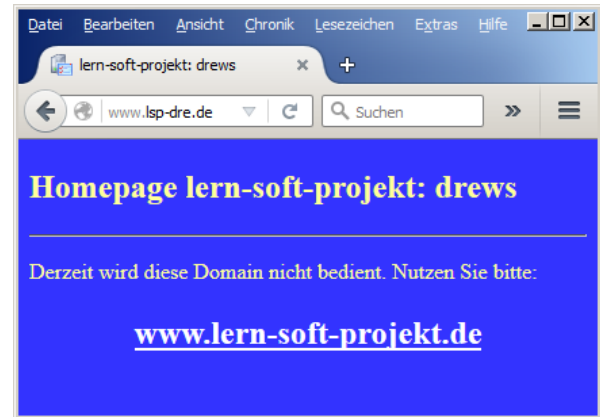 Datei Bearbeiten Ansicht Chronik Lesezeichen Extras Hilfe
lern-soft-projekt: drews
www.lsp-dre.de Suchen
Homepage lern-soft-projekt: drews
Derzeit wird diese Domain nicht bedient. Nutzen Sie bitte:
www.lern-soft-projekt.de